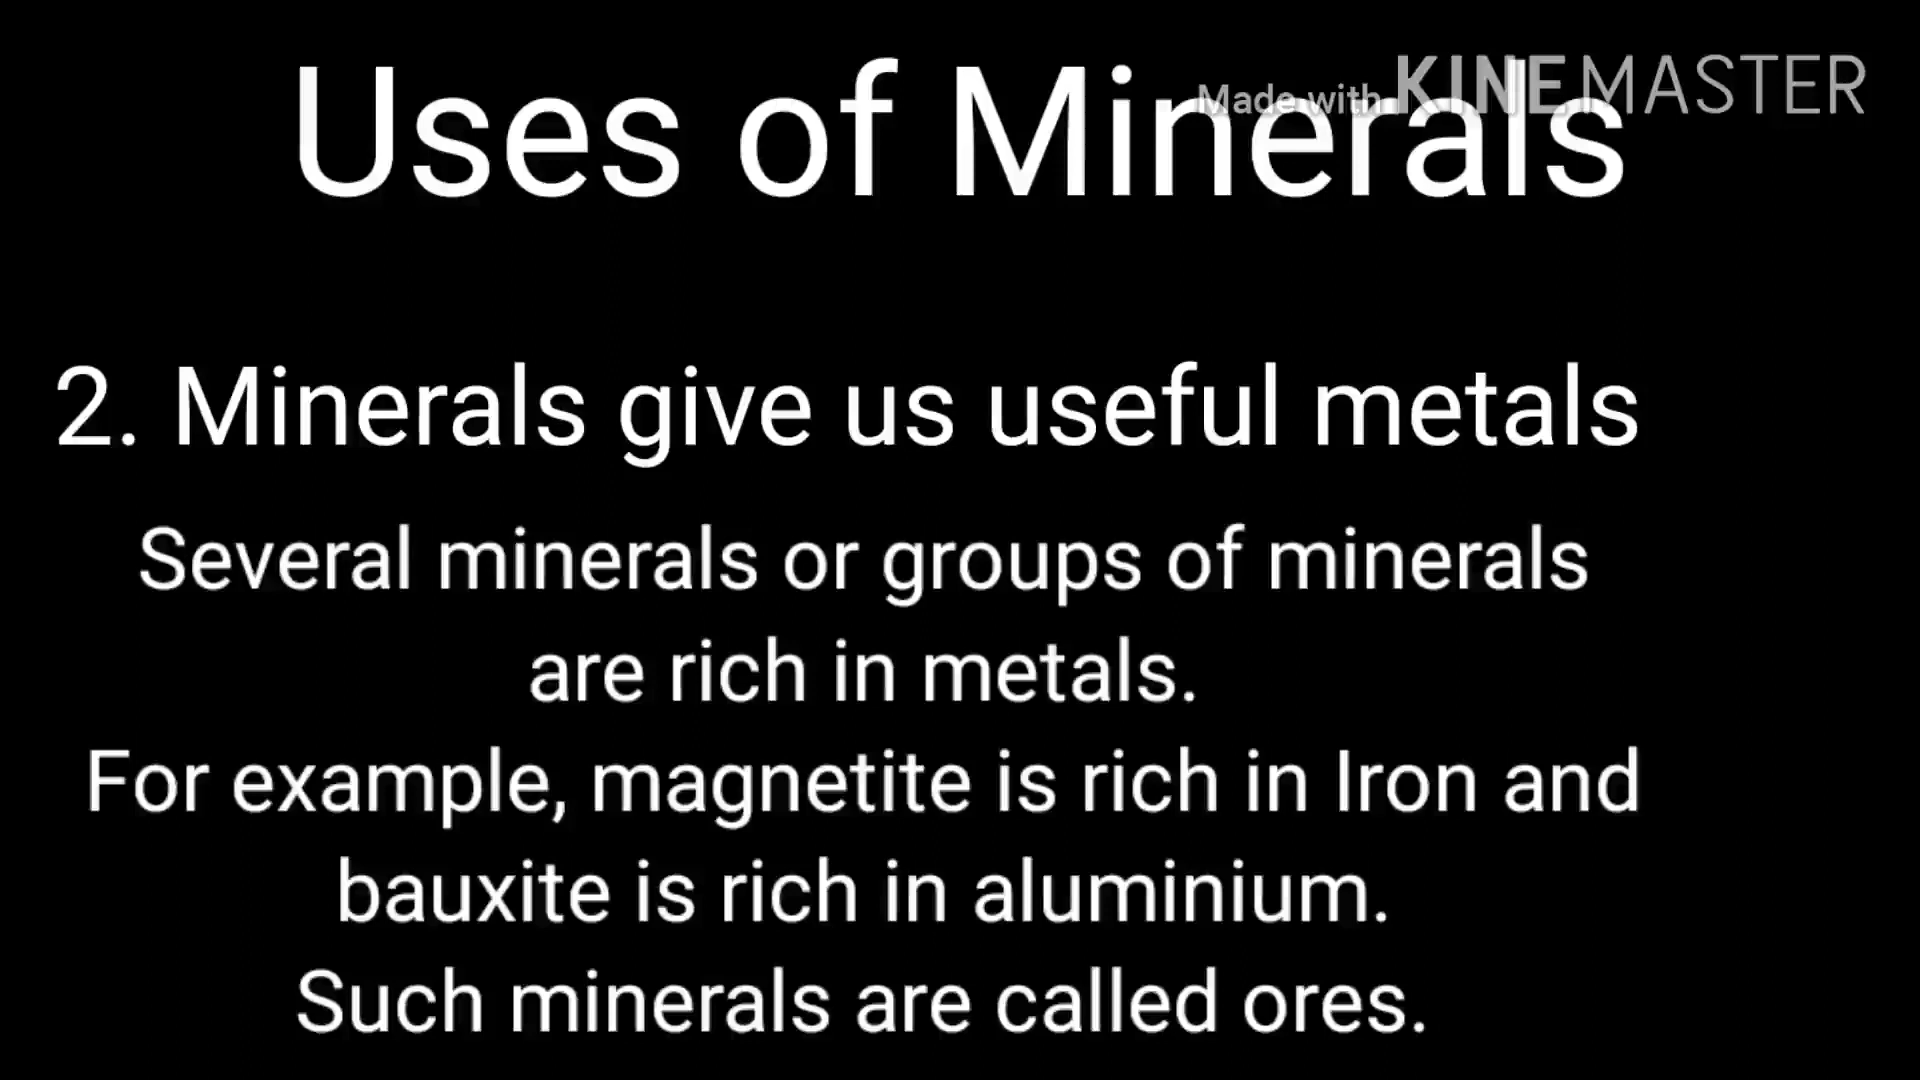 Uses of Minerals
Made with KINEMASTER
2. Minerals give us useful metals
Several minerals or groups of minerals
are rich in metals.
For example, magnetite is rich in Iron and
bauxite is rich in aluminium.
Such minerals are called ores.